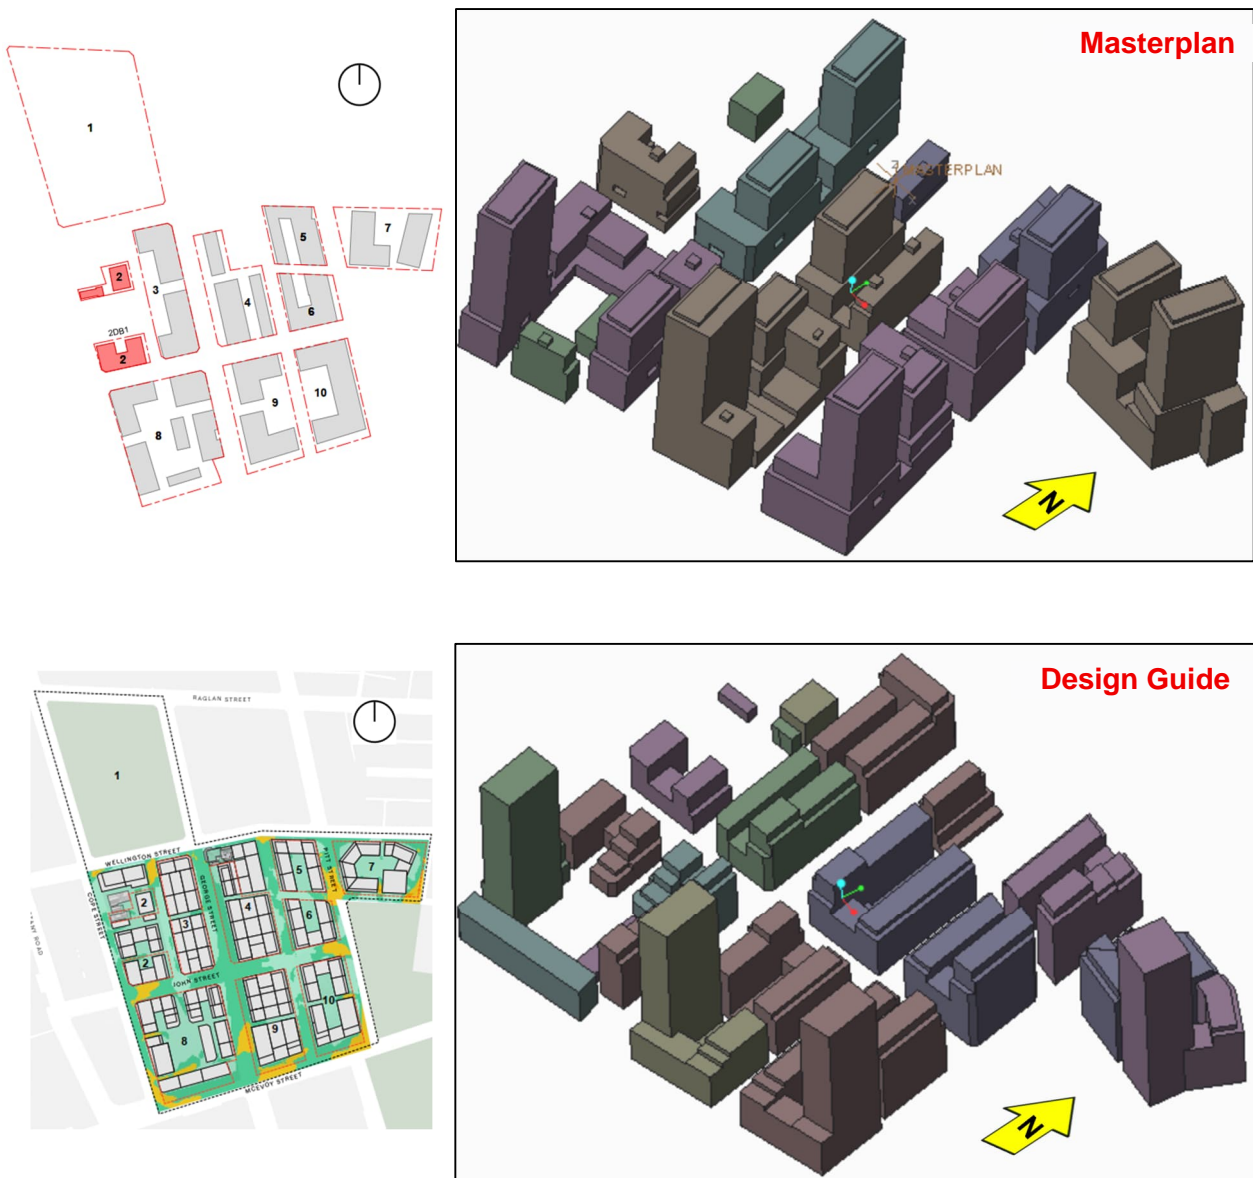 Masterplan
1
2
3
2DB1
2
4
5
6
7
8
9
10
MASTERPLAN
N
Design Guide
RAGLAN STREET
1
WELLINGTON STREET
COPE STREET
GEORGE STREET
PITT STREET
2
3
4
5
6
7
2
JOHN STREET
8
9
10
MCEVOY STREET
N